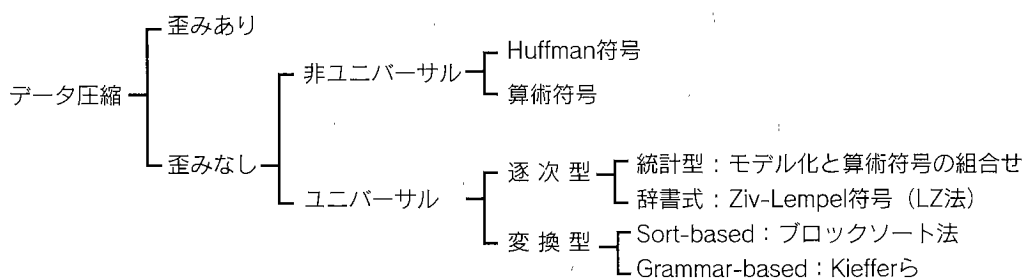 歪みあり
Huffman符号
非ユニバーサル
データ圧縮
算術符号
歪みなし
統計型：モデル化と算術符号の組合せ
逐次型
ユニバーサル
辞書式：Ziv-Lempel符号（LZ法）
Sort-based：ブロックソート法
変換型
Grammar-based：Kiefferら